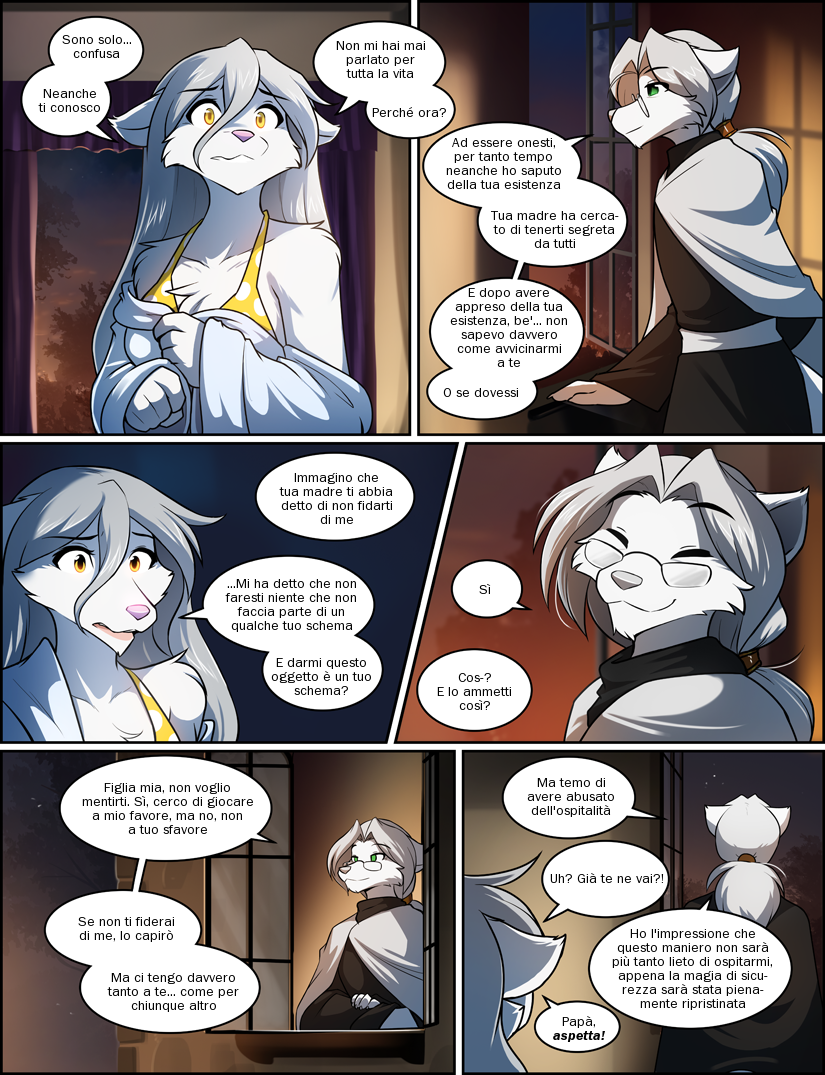 Sono solo...
confusa
Neanche
ti conosco
Non mi hai mai
parlato per
tutta la vita
Perché ora?
Ad essere onesti,
per tanto tempo
neanche ho saputo
della tua esistenza
Tua madre ha cerca-
to di tenerti segreta
da tutti
E dopo avere
appreso della tua
esistenza, be'... non
sapevo davvero
come avvicinarmi
a te
O se dovessi
Immagino che
tua madre ti abbia
detto di non fidarti
di me
...Mi ha detto che non
faresti niente che non
faccia parte di un
qualche tuo schema
E darmi questo
oggetto è un tuo
schema?
Sì
Cos-?
E lo ammetti
così?
Figlia mia, non voglio
mentirti. Sì, cerco di giocare
a mio favore, ma no, non
a tuo sfavore
Se non ti fiderai
di me, lo capirò
Ma ci tengo davvero
tanto a te... come per
chiunque altro
Ma temo di
avere abusato
dell'ospitalità
Uh? Già te ne vai?!
Ho l'impressione che
questo maniero non sarà
più tanto lieto di ospitarmi,
appena la magia di sicu-
rezza sarà stata piena-
mente ripristinata
Papà,
aspetta!